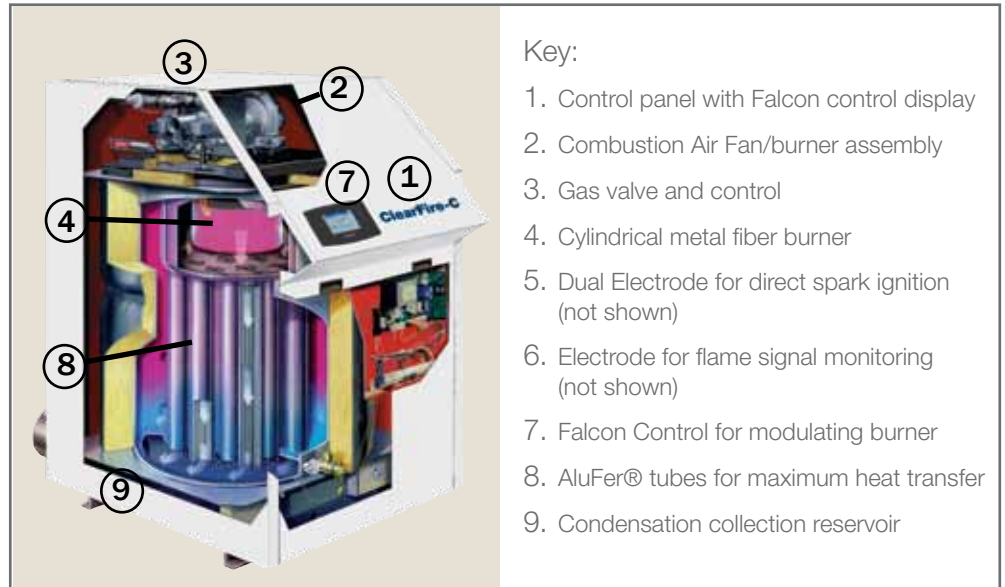 3
2
7
1
ClearFire-C
4
8
9
Key:
1. Control panel with Falcon control display
2. Combustion Air Fan/burner assembly
3. Gas valve and control
4. Cylindrical metal fiber burner
5. Dual Electrode for direct spark ignition
(not shown)
6. Electrode for flame signal monitoring
(not shown)
7. Falcon Control for modulating burner
8. AluFer® tubes for maximum heat transfer
9. Condensation collection reservoir